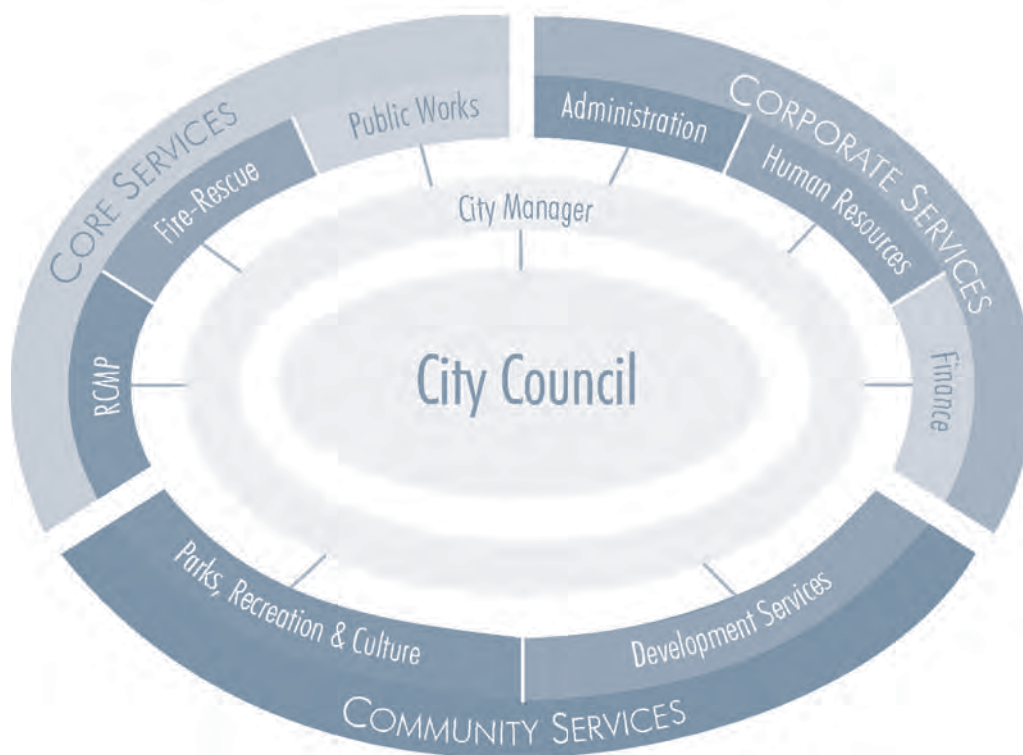 CORE SERVICES
Public Works
Fire-Rescue
RCMP
CORPORATE SERVICES
Administration
Human Resources
Finance
City Manager
City Council
Parks, Recreation & Culture
Development Services
COMMUNITY SERVICES